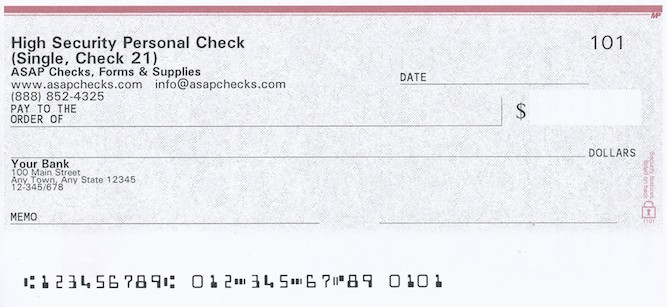 MP
High Security Personal Check
101
(Single, Check 21)
ASAP Checks, Forms & Supplies
www.asapchecks.com info@asapchecks.com
DATE
(888) 852-4325
PAY TO THE
ORDER OF
$
DOLLARS
Your Bank
100 Main Street
Any Town, Any State 12345
12-345/678
Security features
MEMO
⑆123456789⑆ 012⑉345⑉67⑈89 0101